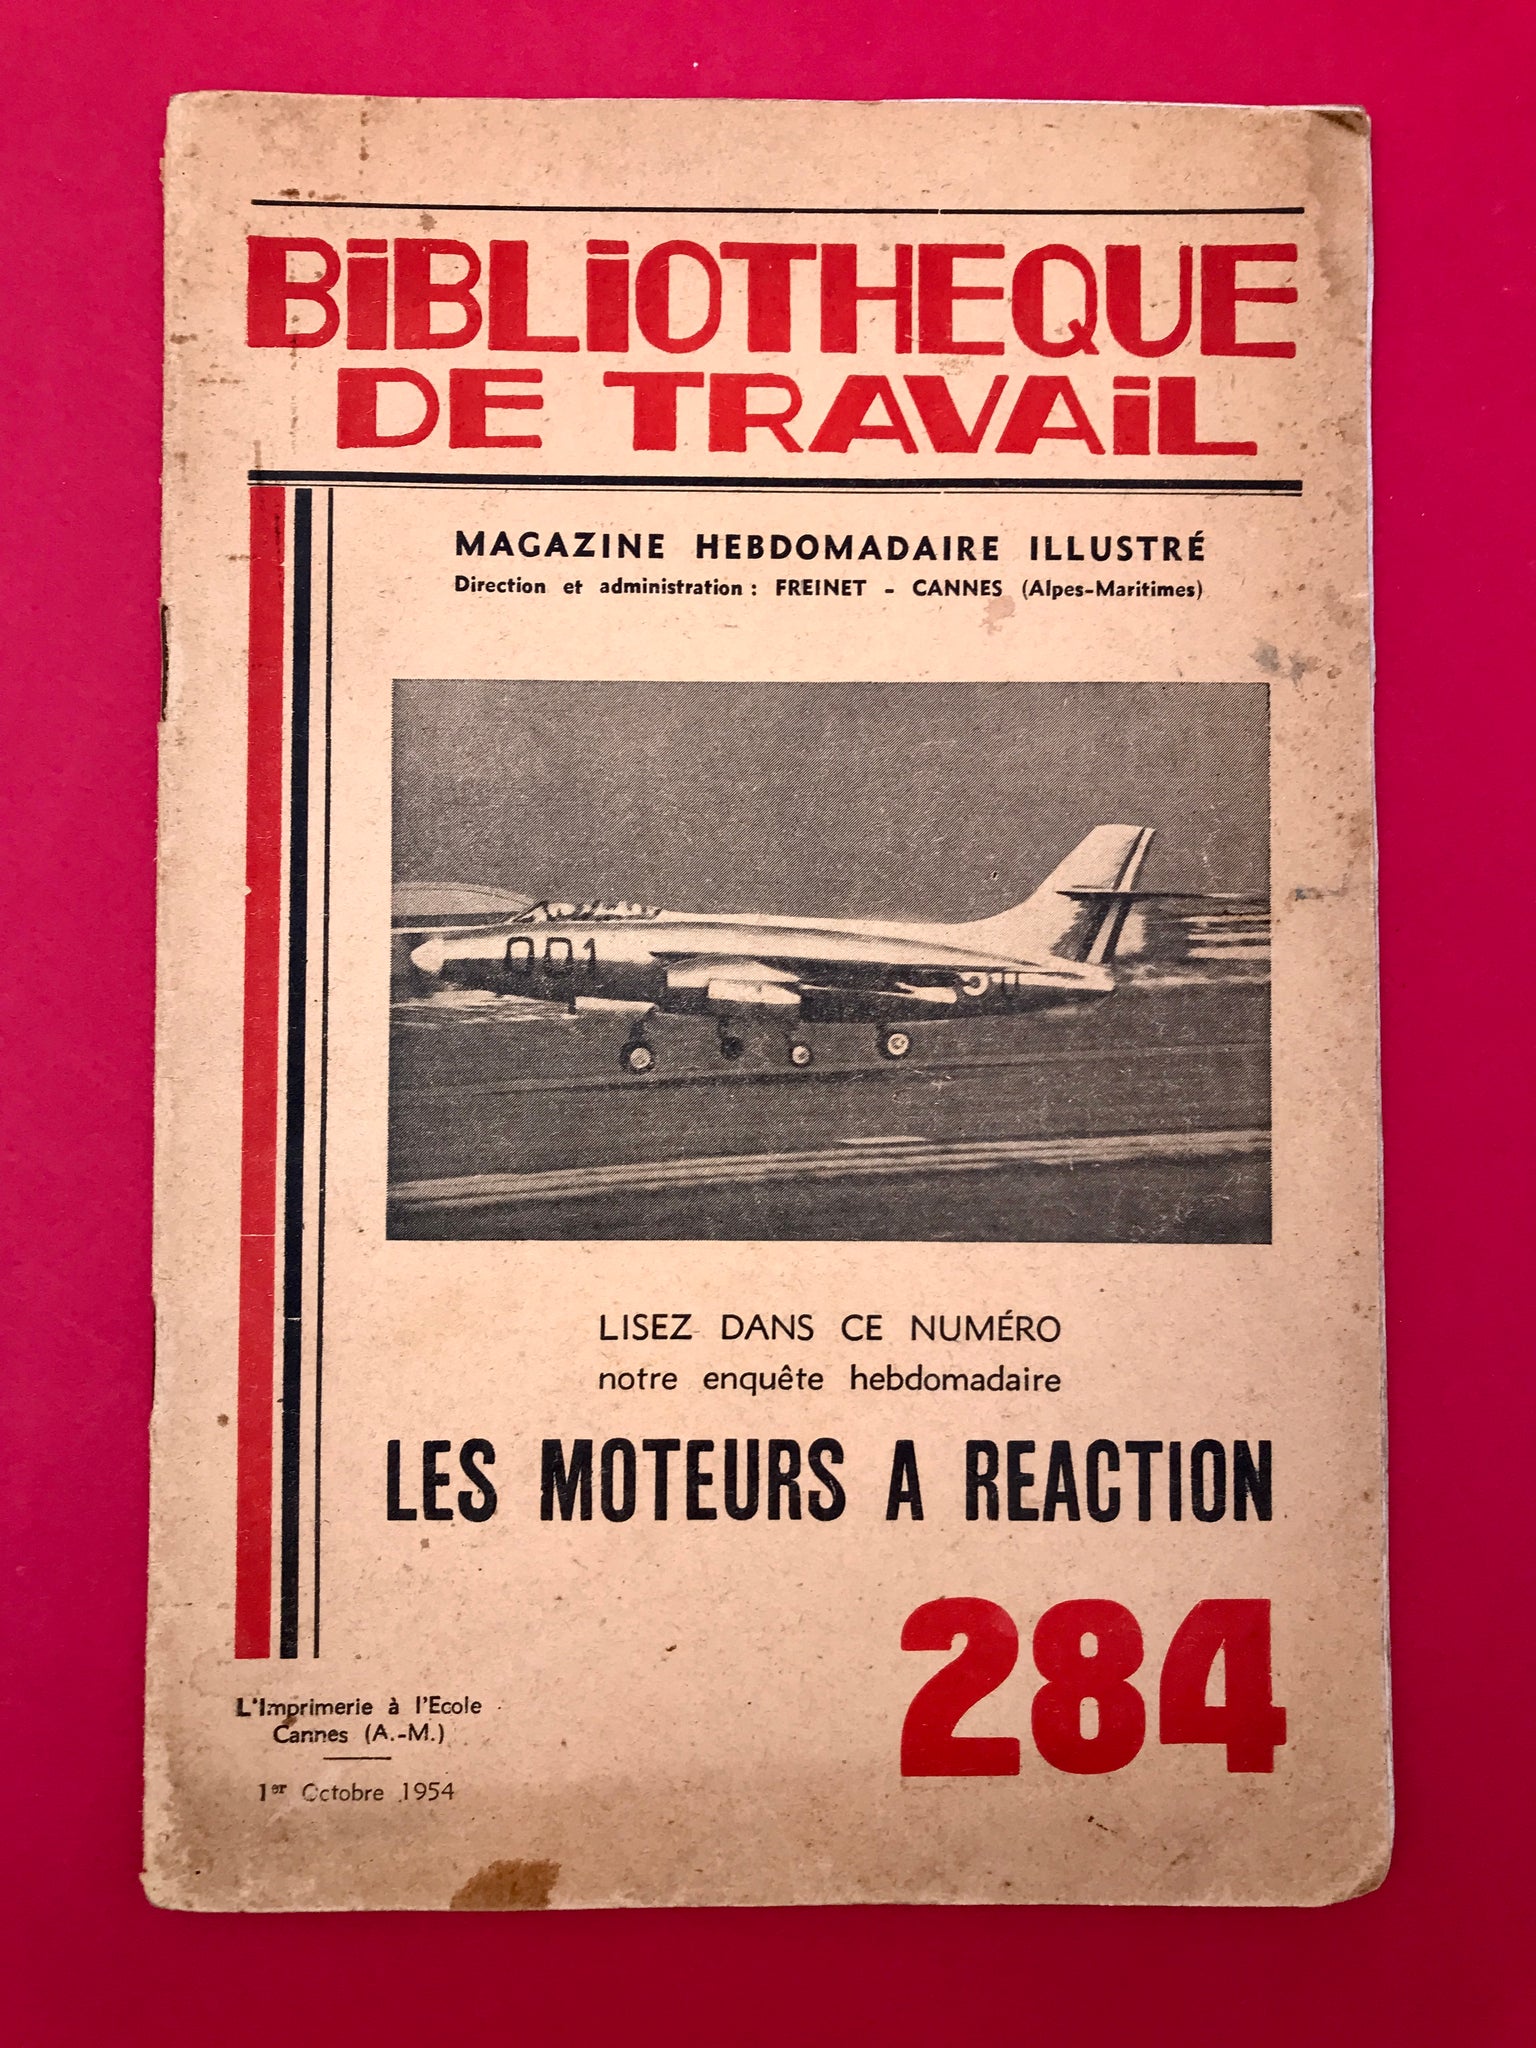 BiBLiOTHEQUE
DE TRAVAiL
MAGAZINE HEBDOMADAIRE ILLUSTRÉ
Direction et administration : FREINET - CANNES (Alpes-Maritimes)
001
U
LISEZ DANS CE NUMÉRO
notre enquête hebdomadaire
LES MOTEURS A REACTION
284
L'Imprimerie à l'Ecole
Cannes (A.-M.)
1er Octobre 1954